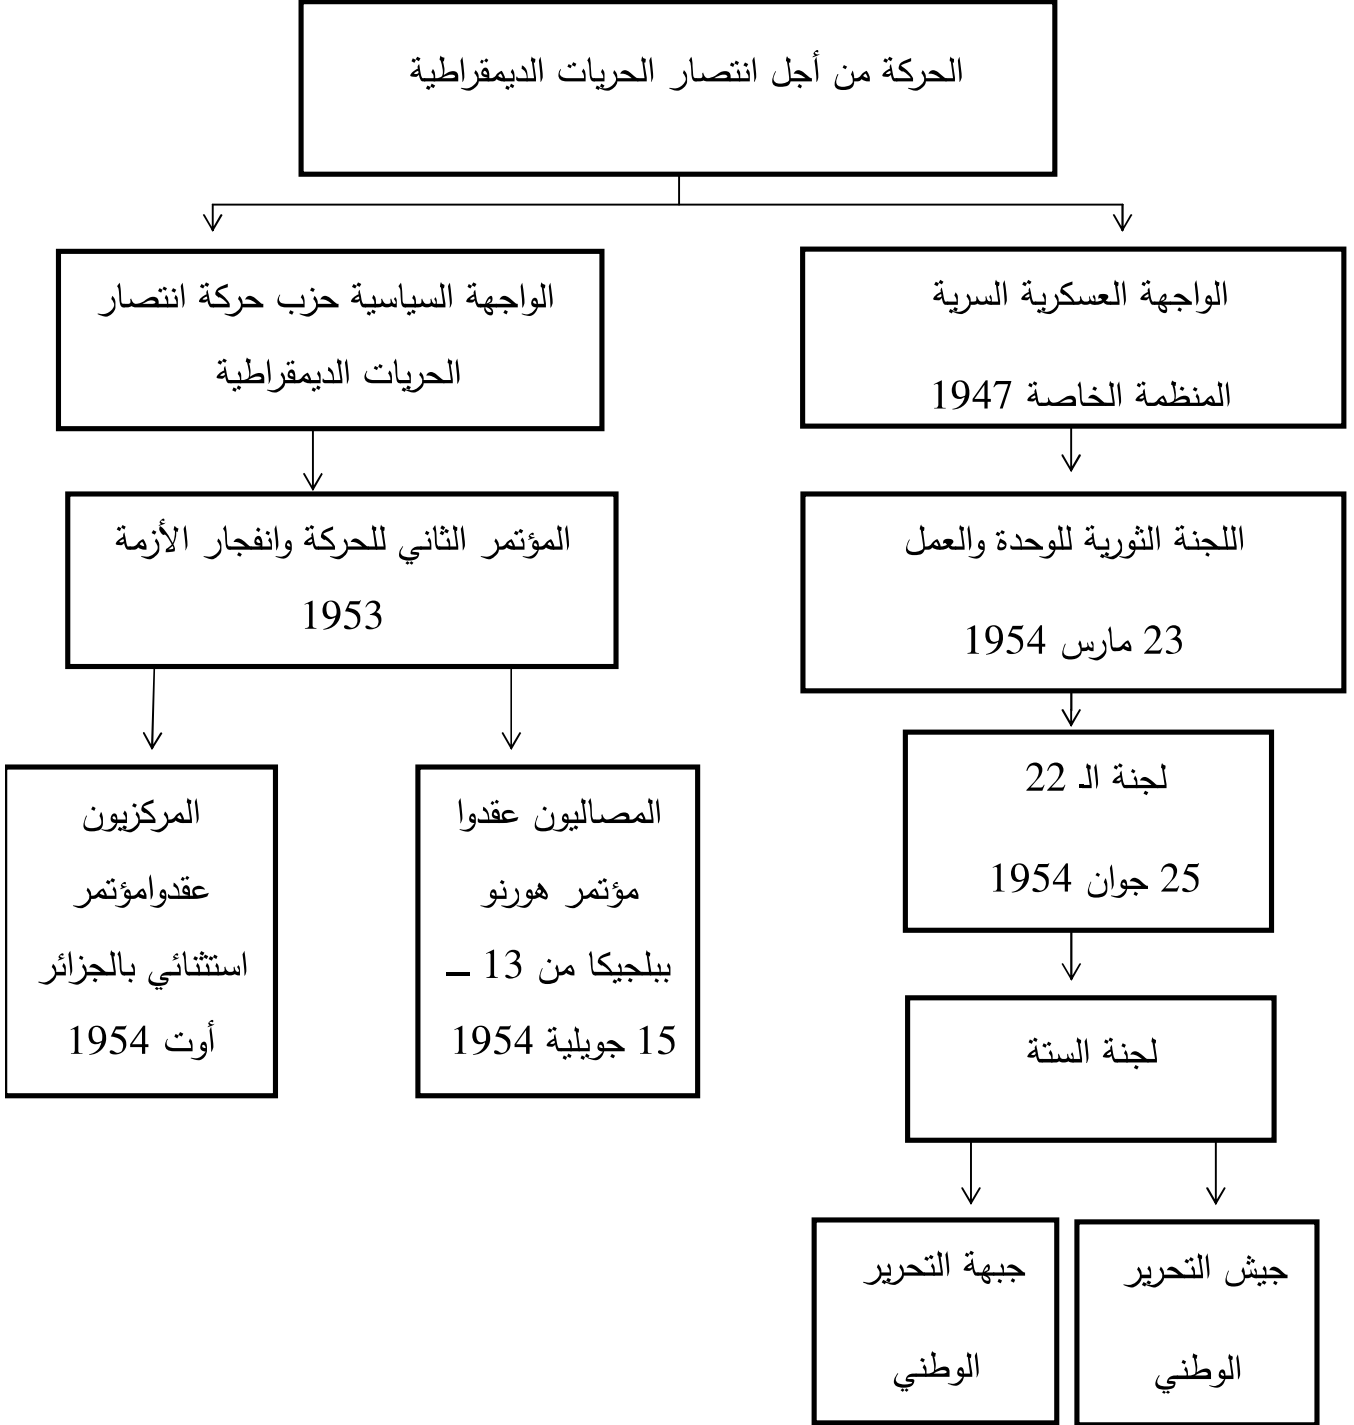 الحركة من أجل انتصار الحريات الديمقراطية
الواجهة العسكرية السرية
المنظمة الخاصة 1947
الواجهة السياسية حزب حركة انتصار
الحريات الديمقراطية
اللجنة الثورية للوحدة والعمل
23 مارس 1954
المؤتمر الثاني للحركة وانفجار الأزمة
1953
لجنة الـ 22
25 جوان 1954
المصاليون عقدوا
مؤتمر هورنو
ببلجيكا من 13 –
15 جويلية 1954
المركزيون
عقدوامؤتمر
استثنائي بالجزائر
أوت 1954
لجنة الستة
جيش التحرير
الوطني
جبهة التحرير
الوطني